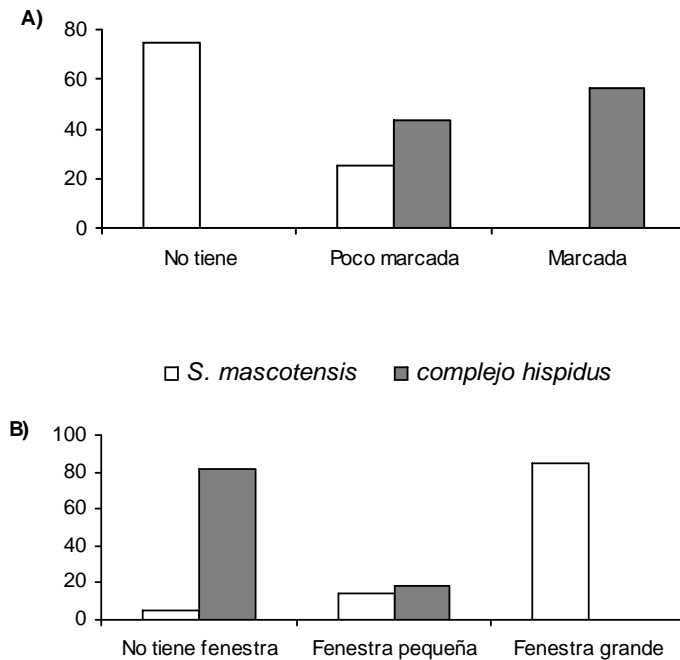 A)
80
60
40
20
0
No tiene Poco marcada Marcada
S. mascotensis complejo hispidus
B)
100
80
60
40
20
0
No tiene fenestra Fenestra pequeña Fenestra grande